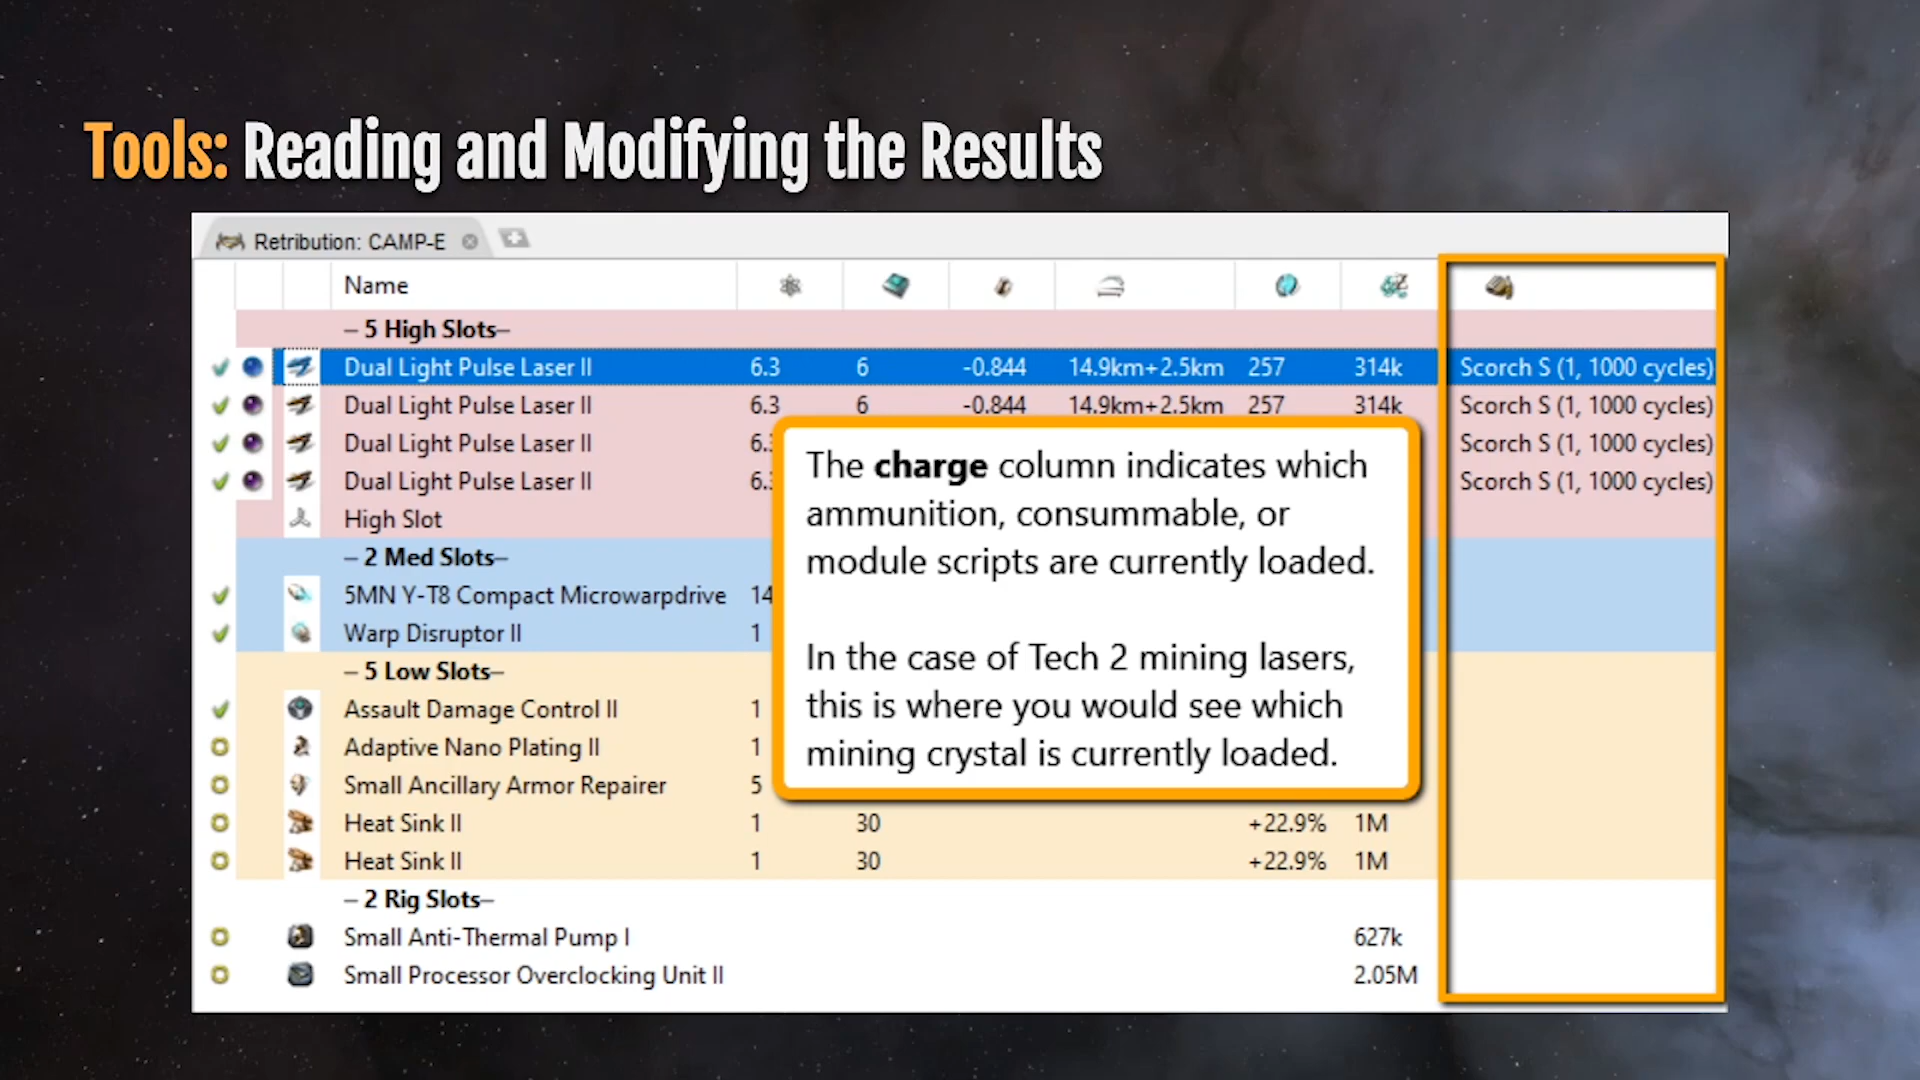 Tools: Reading and Modifying the Results
Retribution: CAMP-E
Name
– 5 High Slots–
Dual Light Pulse Laser II 6.3 6 -0.844 14.9km+2.5km 257 314k Scorch S (1, 1000 cycles)
Dual Light Pulse Laser II 6.3 6 -0.844 14.9km+2.5km 257 314k Scorch S (1, 1000 cycles)
Dual Light Pulse Laser II Scorch S (1, 1000 cycles)
Dual Light Pulse Laser II Scorch S (1, 1000 cycles)
High Slot
– 2 Med Slots–
5MN Y-T8 Compact Microwarpdrive 14
Warp Disruptor II 1
– 5 Low Slots–
Assault Damage Control II 1
Adaptive Nano Plating II 1
Small Ancillary Armor Repairer 5
Heat Sink II 1 30 +22.9% 1M
Heat Sink II 1 30 +22.9% 1M
– 2 Rig Slots–
Small Anti-Thermal Pump I 627k
Small Processor Overclocking Unit II 2.05M
The charge column indicates which
ammunition, consummable, or
module scripts are currently loaded.
In the case of Tech 2 mining lasers,
this is where you would see which
mining crystal is currently loaded.